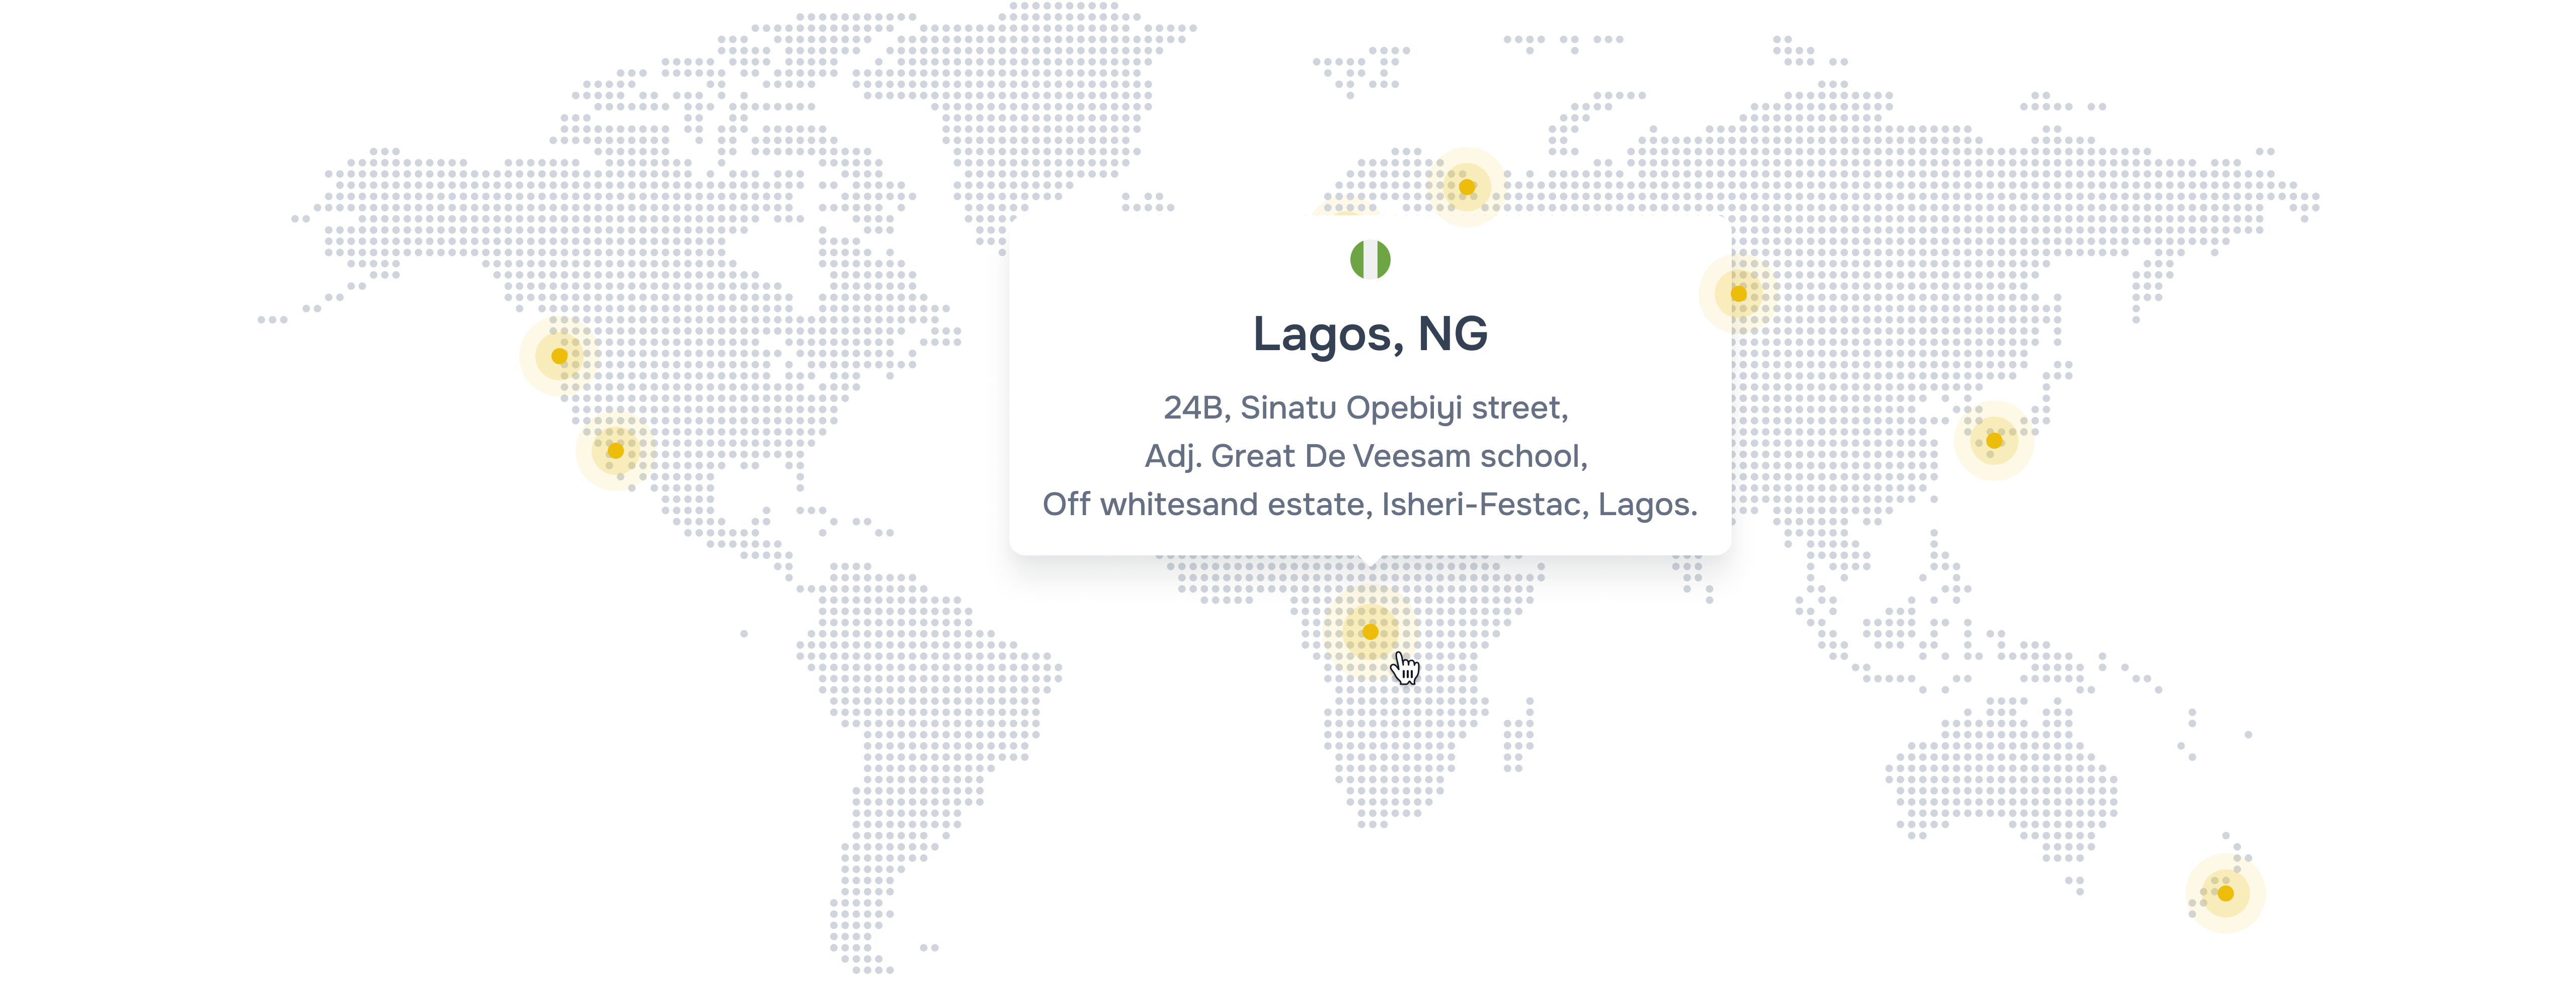 Lagos, NG
24B, Sinatu Opebiyi street,
Adj. Great De Veesam school,
Off whitesand estate, Isheri-Festac, Lagos.